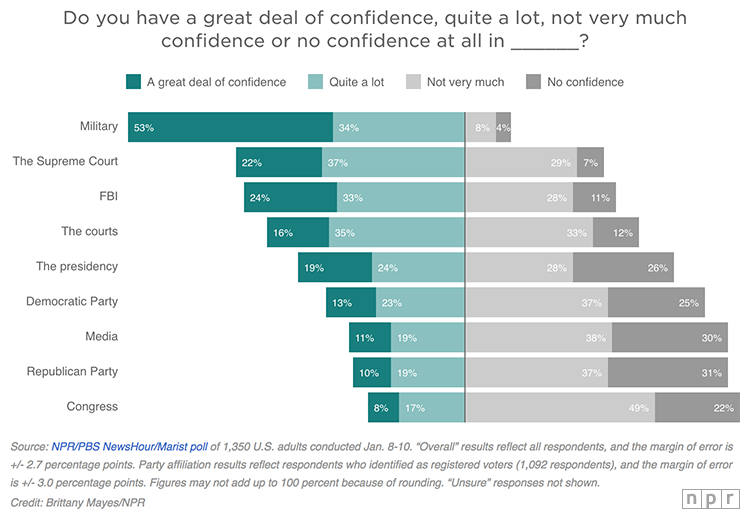 Do you have a great deal of confidence, quite a lot, not very much
confidence or no confidence at all in ______?
A great deal of confidence Quite a lot Not very much No confidence
Military 53% 34% 8% 4%
The Supreme Court 22% 37% 29% 7%
FBI 24% 33% 28% 11%
The courts 16% 35% 33% 12%
The presidency 19% 24% 28% 26%
Democratic Party 13% 23% 37% 25%
Media 11% 19% 38% 30%
Republican Party 10% 19% 37% 31%
Congress 8% 17% 49% 22%
Source: NPR/PBS NewsHour/Marist poll of 1,350 U.S. adults conducted Jan. 8-10. “Overall” results reflect all respondents, and the margin of error is
+/- 2.7 percentage points. Party affiliation results reflect respondents who identified as registered voters (1,092 respondents), and the margin of error
is +/- 3.0 percentage points. Figures may not add up to 100 percent because of rounding. “Unsure” responses not shown.
Credit: Brittany Mayes/NPR
npr